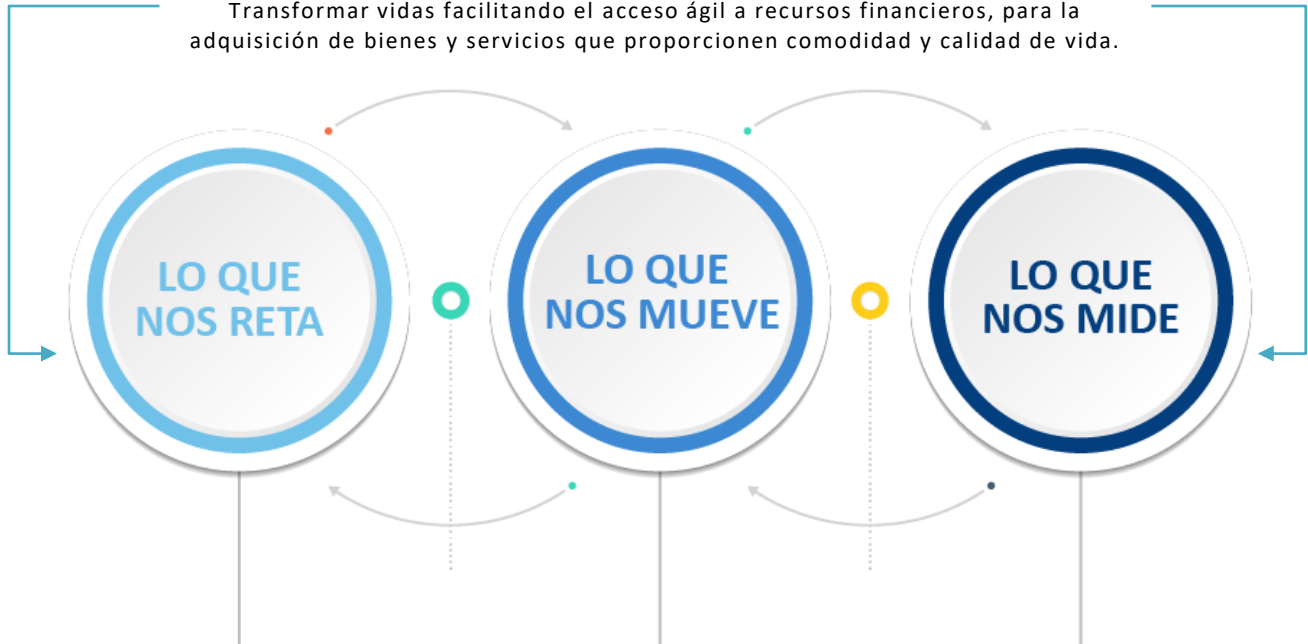 Transformar vidas facilitando el acceso ágil a recursos financieros, para la
adquisición de bienes y servicios que proporcionen comodidad y calidad de vida.
LO QUE
NOS RETA
LO QUE
NOS MUEVE
LO QUE
NOS MIDE